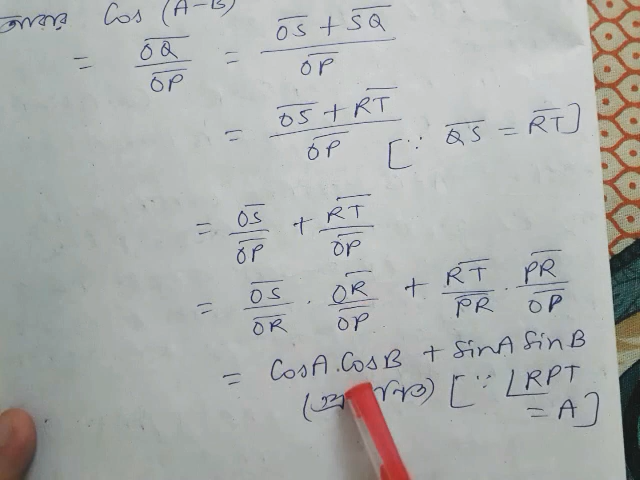 আবার Cos (A-B)
= OQ/OP = OS + SQ/OP
= OS + RT/OP [∵ QS = RT]
= OS/OP + RT/OP
= OS/OR . OR/OP + RT/PR . PR/OP
= CosA.CosB + SinA SinB
[∵ ∠RPT
= A]